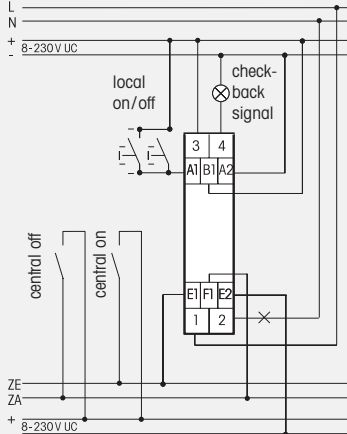 L
N
+
8-230 V UC
-
local
on/off
check-
back
signal
3 4
A1 B1 A2
central off
central on
E1 F1 E2
1 2
ZE
ZA
+
8-230 V UC